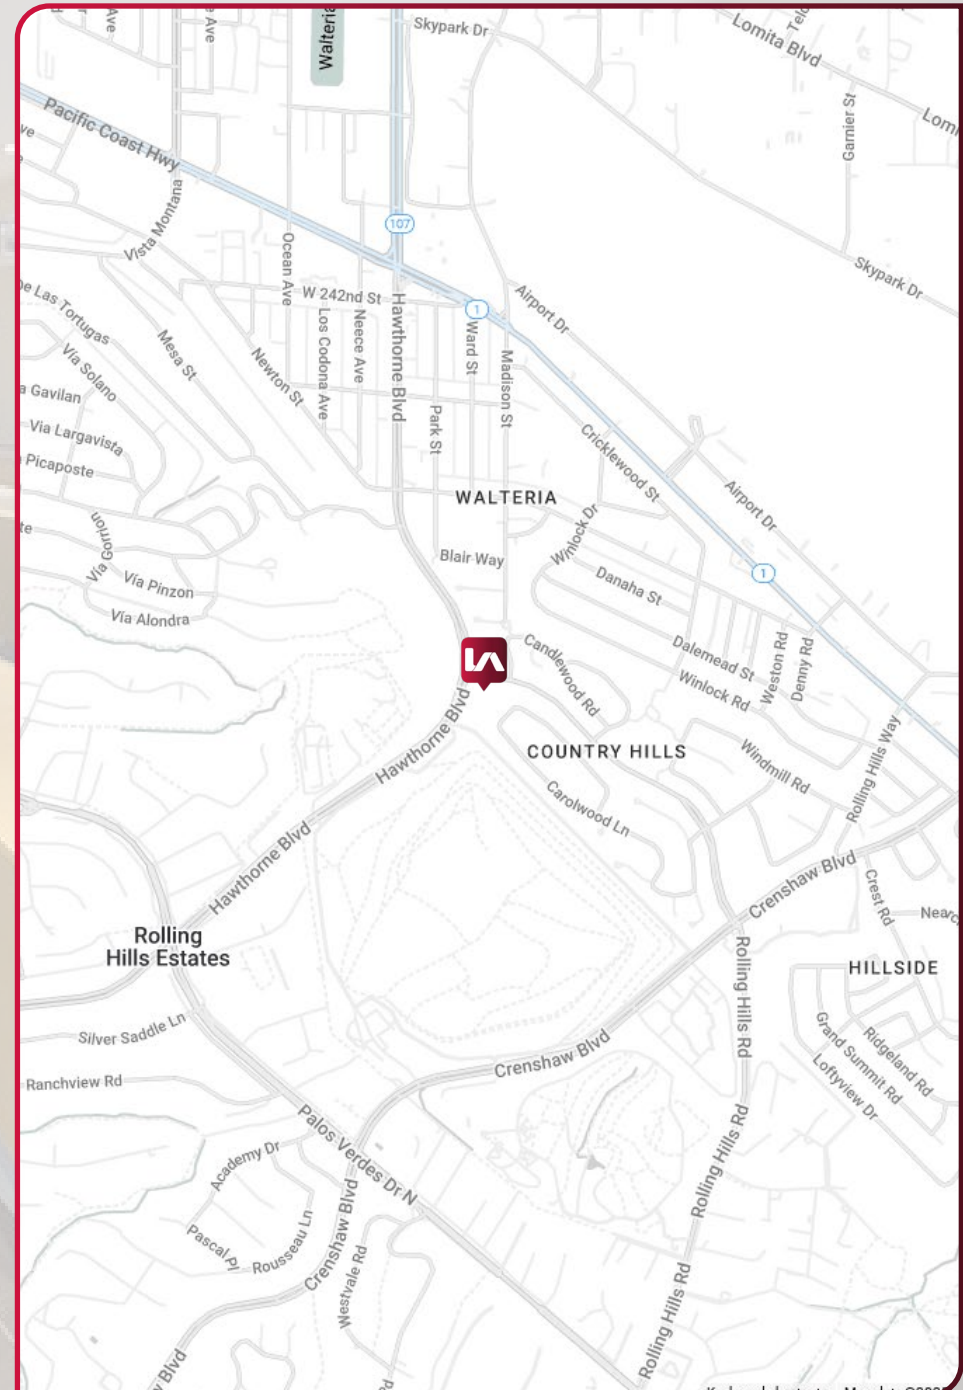 Ave
Ave
Walteria
Skypark Dr
Lomita Blvd
Garnier St
Pacific Coast Hwy
Vista Montana
107
Skypark Dr
Ocean Ave
W 242nd St
Hawthorne Blvd
1
Airport Dr
De Las Tortugas
Los Codona Ave
Neece Ave
Ward St
Madison St
Via Solano
Mesa St
Newton St
Park St
a Gavilan
Via Largavista
Picaposte
Cricklewood St
WALTERIA
Airport Dr
Via Gorrion
Winlock Dr
Blair Way
1
Via Pinzon
Danaha St
Via Alondra
LA
Candlewood Rd
Dalemead St
Weston Rd
Denny Rd
Winlock Rd
Hawthorne Blvd
COUNTRY HILLS
Windmill Rd
Rolling Hills Way
Carolwood Ln
Hawthorne Blvd
Crenshaw Blvd
Crest Rd
Rolling
Hills Estates
Rolling Hills Rd
HILLSIDE
Silver Saddle Ln
Crenshaw Blvd
Grand Summit Rd
Ridgeland Rd
Loftyview Dr
Ranchview Rd
Palos Verdes Dr N
Academy Dr
Rolling Hills Rd
Pascal Pl
Rousseau Ln
Crenshaw Blvd
Westvale Rd
Rolling Hills Rd
Blvd
Rd